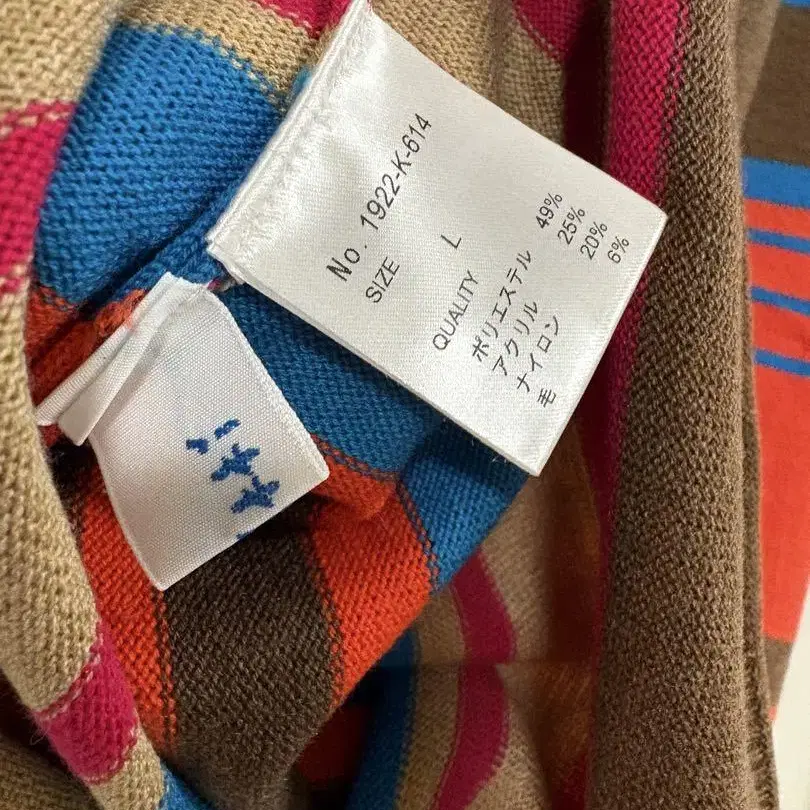 No. 1922-K-614
SIZE L
QUALITY
ポリエステル 49%
アクリル 25%
ナイロン 20%
毛 6%